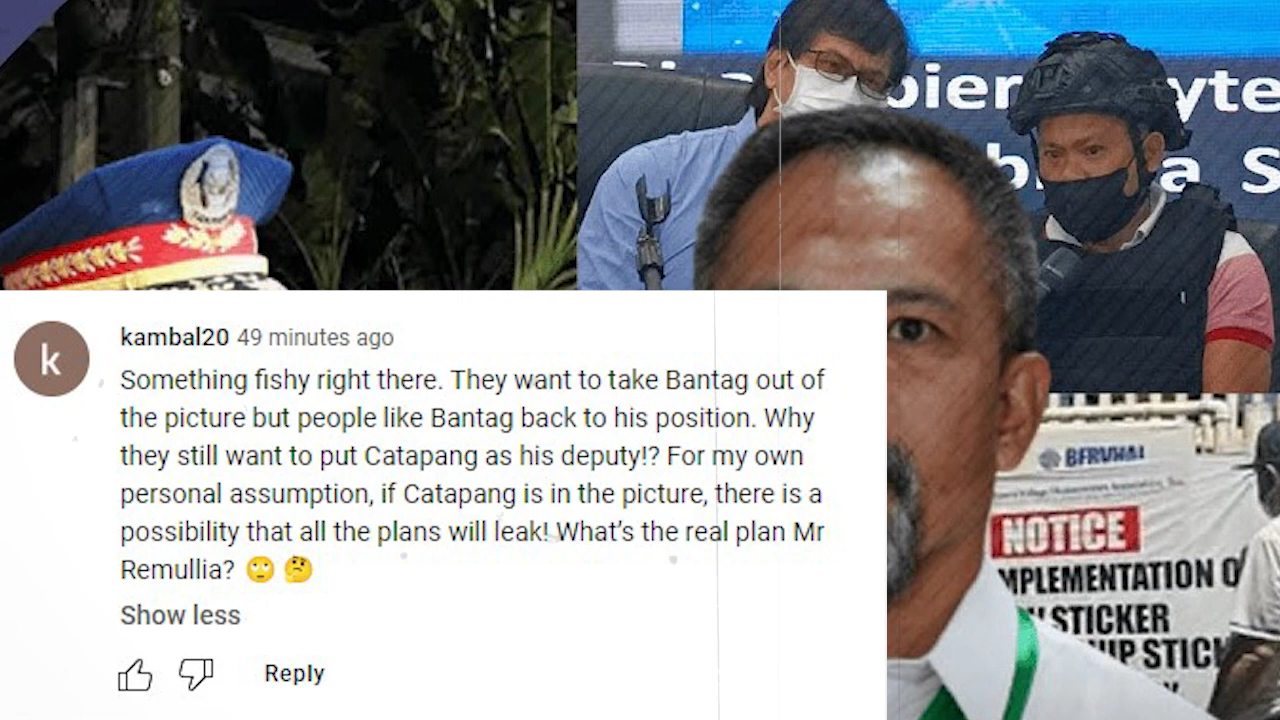 kambal20 49 minutes ago
Something fishy right there. They want to take Bantag out of
the picture but people like Bantag back to his position. Why
they still want to put Catapang as his deputy!? For my own
personal assumption, if Catapang is in the picture, there is a
possibility that all the plans will leak! What's the real plan Mr
Remullia? 🙄 🤔
Show less
Reply
k
BFRVHAI
NOTICE
STICKER